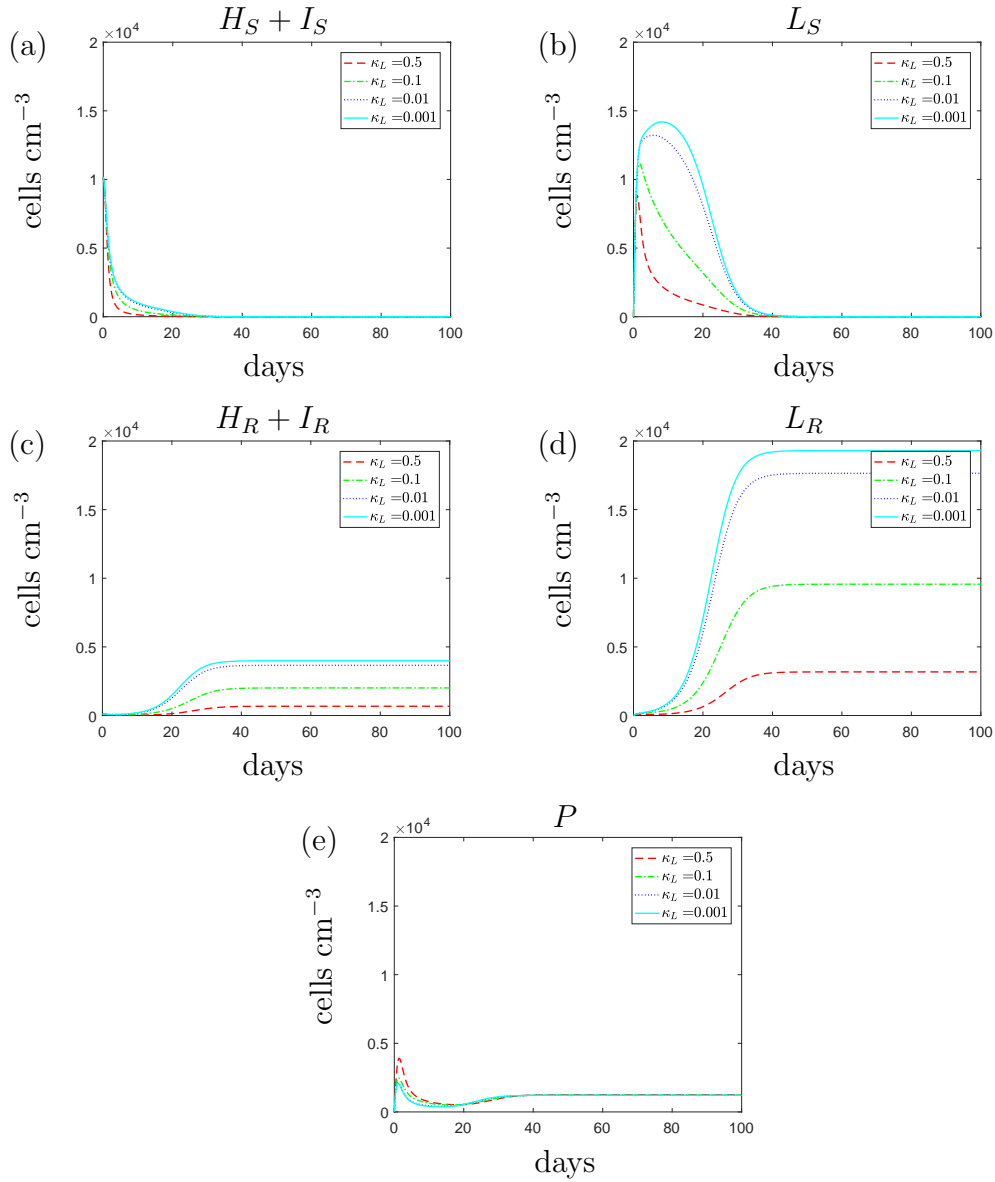 (a)
H_S + I_S
×10^4
2
1.5
1
0.5
0
cells cm^−3
κ_L =0.5
κ_L =0.1
κ_L =0.01
κ_L =0.001
0 20 40 60 80 100
days
(b)
L_S
×10^4
2
1.5
1
0.5
0
cells cm^−3
κ_L =0.5
κ_L =0.1
κ_L =0.01
κ_L =0.001
0 20 40 60 80 100
days
(c)
H_R + I_R
×10^4
2
1.5
1
0.5
0
cells cm^−3
κ_L =0.5
κ_L =0.1
κ_L =0.01
κ_L =0.001
0 20 40 60 80 100
days
(d)
L_R
×10^4
2
1.5
1
0.5
0
cells cm^−3
κ_L =0.5
κ_L =0.1
κ_L =0.01
κ_L =0.001
0 20 40 60 80 100
days
(e)
P
×10^4
2
1.5
1
0.5
0
cells cm^−3
κ_L =0.5
κ_L =0.1
κ_L =0.01
κ_L =0.001
0 20 40 60 80 100
days